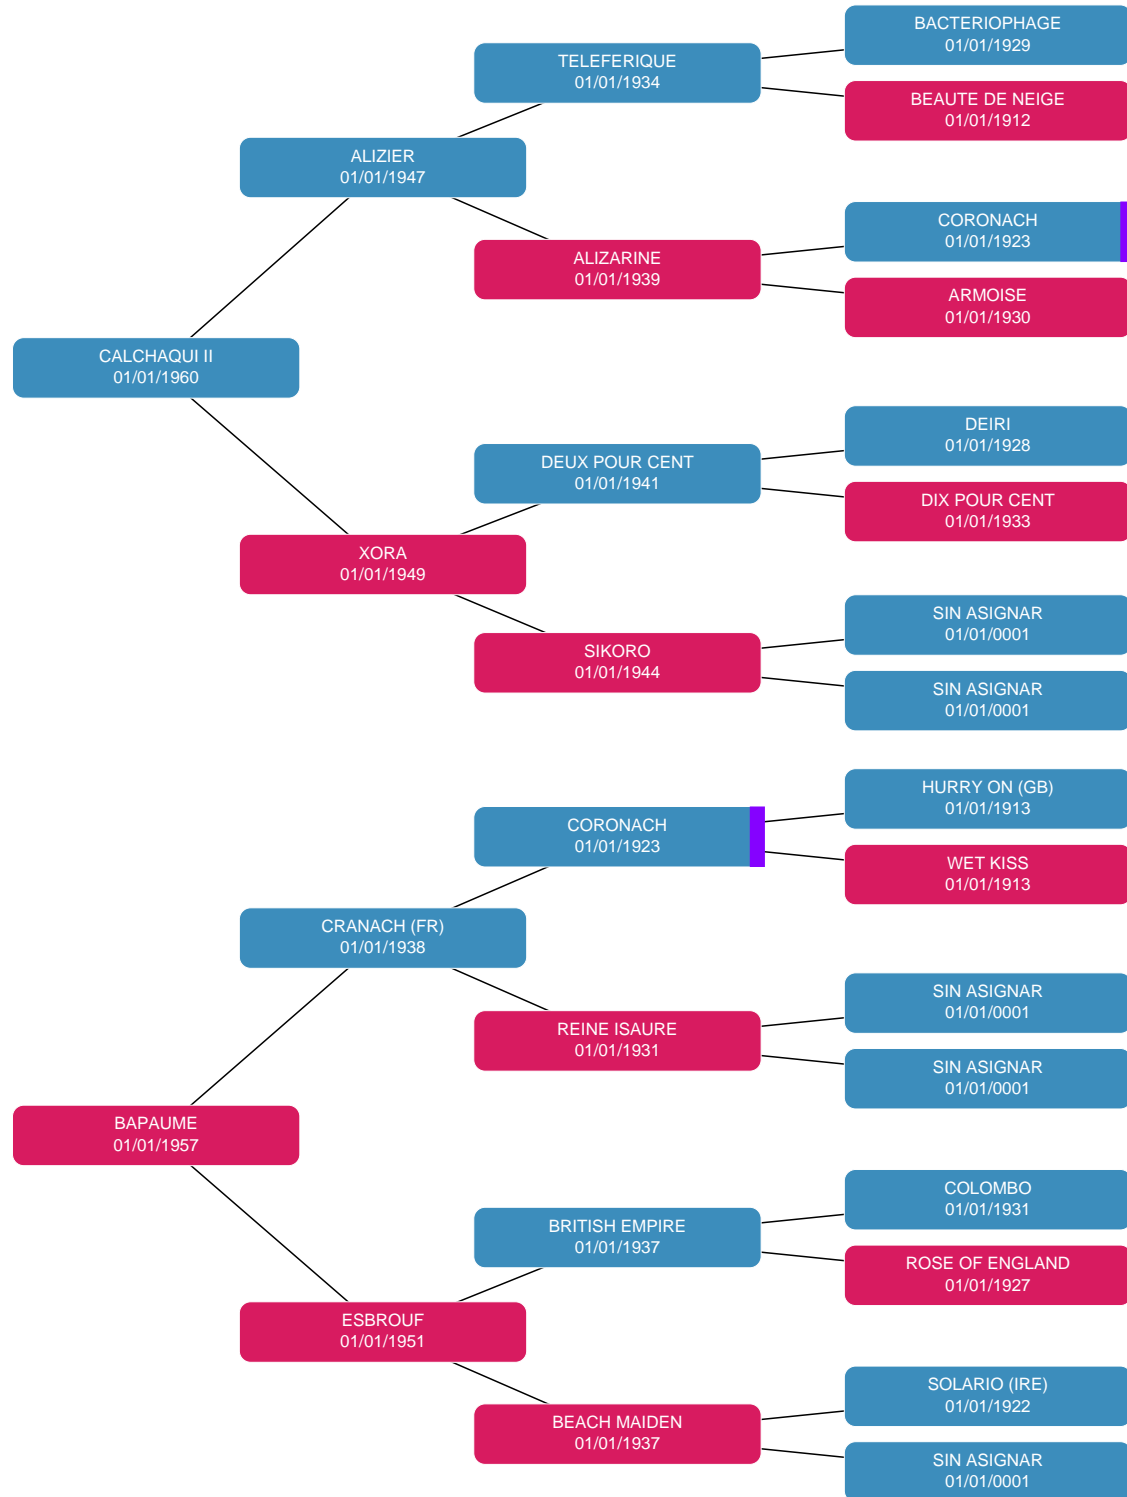 BACTERIOPHAGE
01/01/1929
TELEFERIQUE
01/01/1934
BEAUTE DE NEIGE
01/01/1912
ALIZIER
01/01/1947
CORONACH
01/01/1923
ALIZARINE
01/01/1939
ARMOISE
01/01/1930
CALCHAQUI II
01/01/1960
DEIRI
01/01/1928
DEUX POUR CENT
01/01/1941
DIX POUR CENT
01/01/1933
XORA
01/01/1949
SIN ASIGNAR
01/01/0001
SIKORO
01/01/1944
SIN ASIGNAR
01/01/0001
HURRY ON (GB)
01/01/1913
CORONACH
01/01/1923
WET KISS
01/01/1913
CRANACH (FR)
01/01/1938
SIN ASIGNAR
01/01/0001
REINE ISAURE
01/01/1931
SIN ASIGNAR
01/01/0001
BAPAUME
01/01/1957
COLOMBO
01/01/1931
BRITISH EMPIRE
01/01/1937
ROSE OF ENGLAND
01/01/1927
ESBROUF
01/01/1951
SOLARIO (IRE)
01/01/1922
BEACH MAIDEN
01/01/1937
SIN ASIGNAR
01/01/0001